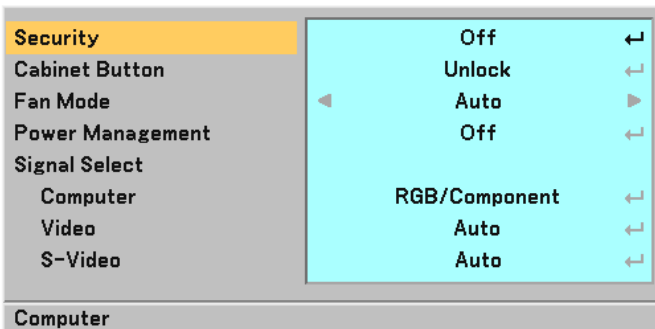 Security Off
Cabinet Button Unlock
Fan Mode Auto
Power Management Off
Signal Select
Computer RGB/Component
Video Auto
S-Video Auto
Computer